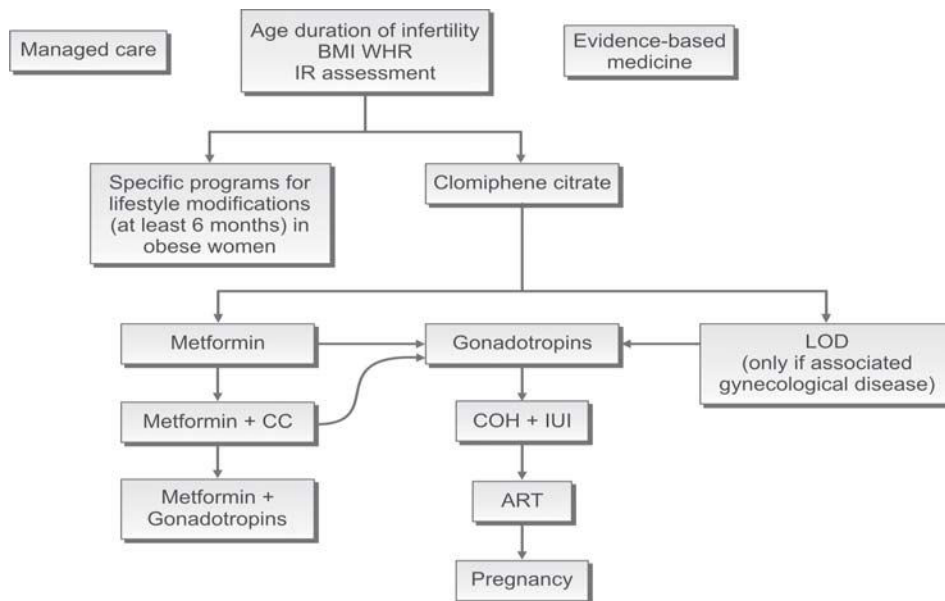 Managed care
Age duration of infertility
BMI WHR
IR assessment
Evidence-based
medicine
Specific programs for
lifestyle modifications
(at least 6 months) in
obese women
Clomiphene citrate
Metformin
Gonadotropins
LOD
(only if associated
gynecological disease)
Metformin + CC
COH + IUI
Metformin +
Gonadotropins
ART
Pregnancy